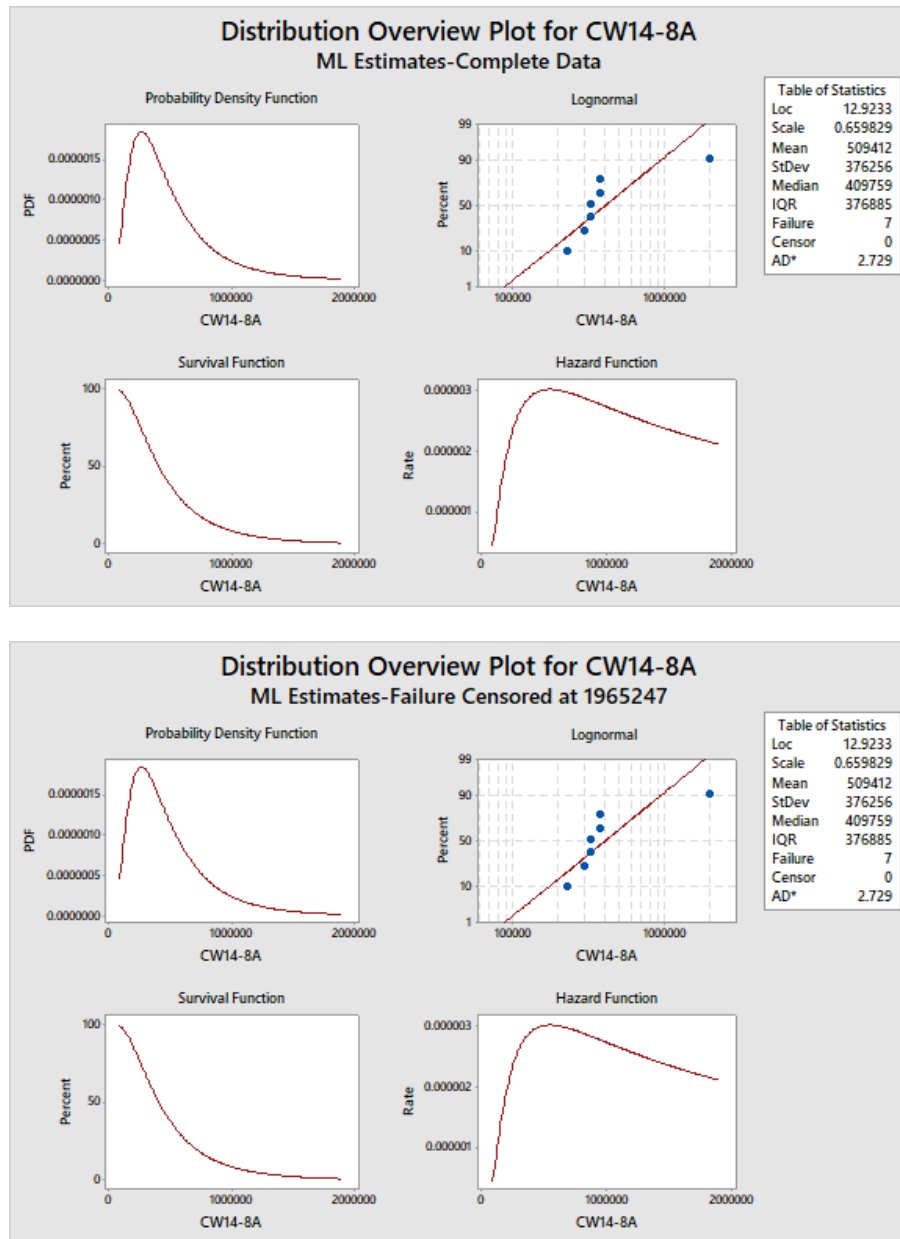 Distribution Overview Plot for CW14-8A
ML Estimates-Complete Data
Probability Density Function
PDF
0.0000015
0.0000010
0.0000005
0.0000000
0 1000000 2000000
CW14-8A
Lognormal
Percent
99
90
50
10
1
100000 1000000
CW14-8A
Table of Statistics
Loc 12.9233
Scale 0.659829
Mean 509412
StDev 376256
Median 409759
IQR 376885
Failure 7
Censor 0
AD* 2.729
Survival Function
Percent
100
50
0
0 1000000 2000000
CW14-8A
Hazard Function
Rate
0.000003
0.000002
0.000001
0 1000000 2000000
CW14-8A
Distribution Overview Plot for CW14-8A
ML Estimates-Failure Censored at 1965247
Probability Density Function
PDF
0.0000015
0.0000010
0.0000005
0.0000000
0 1000000 2000000
CW14-8A
Lognormal
Percent
99
90
50
10
1
100000 1000000
CW14-8A
Table of Statistics
Loc 12.9233
Scale 0.659829
Mean 509412
StDev 376256
Median 409759
IQR 376885
Failure 7
Censor 0
AD* 2.729
Survival Function
Percent
100
50
0
0 1000000 2000000
CW14-8A
Hazard Function
Rate
0.000003
0.000002
0.000001
0 1000000 2000000
CW14-8A